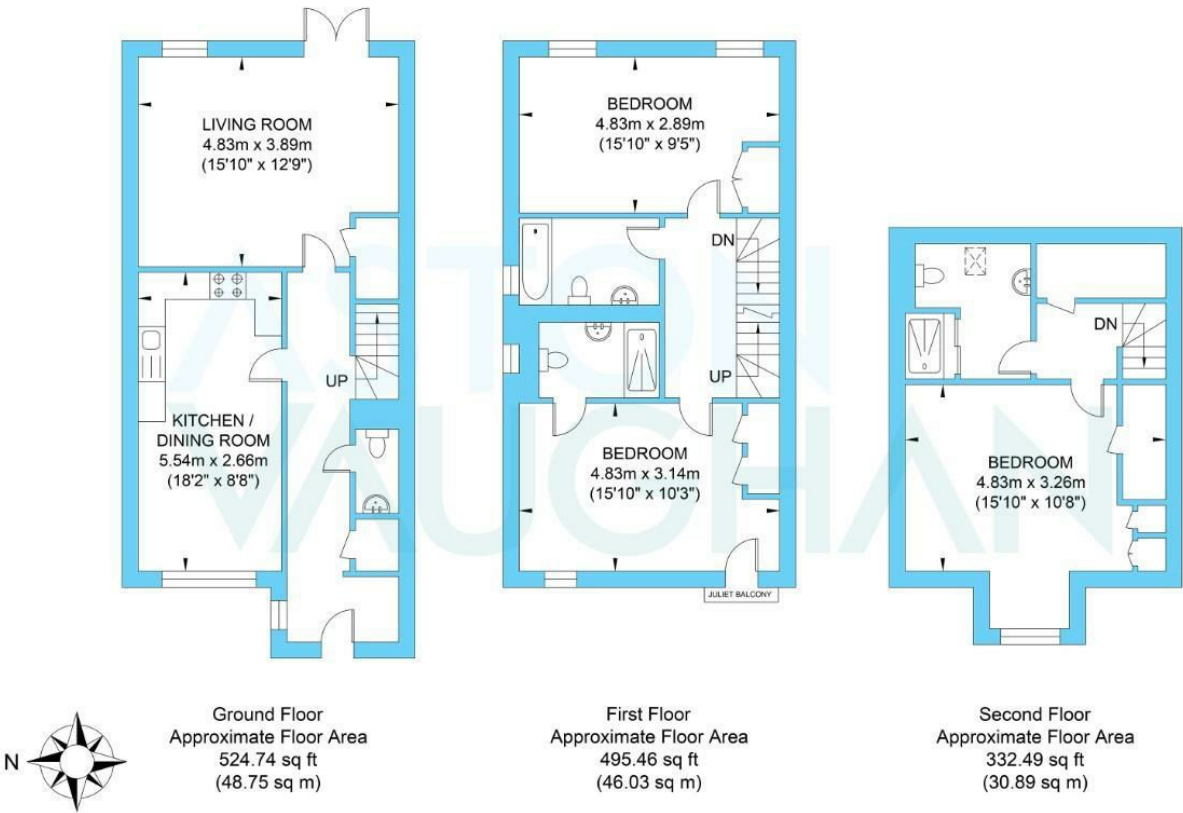 LIVING ROOM
4.83m x 3.89m
(15'10" x 12'9")
KITCHEN /
DINING ROOM
5.54m x 2.66m
(18'2" x 8'8")
UP
BEDROOM
4.83m x 2.89m
(15'10" x 9'5")
DN
UP
BEDROOM
4.83m x 3.14m
(15'10" x 10'3")
JULIET BALCONY
DN
BEDROOM
4.83m x 3.26m
(15'10" x 10'8")
ASTON
VAUGHAN
N
Ground Floor
Approximate Floor Area
524.74 sq ft
(48.75 sq m)
First Floor
Approximate Floor Area
495.46 sq ft
(46.03 sq m)
Second Floor
Approximate Floor Area
332.49 sq ft
(30.89 sq m)